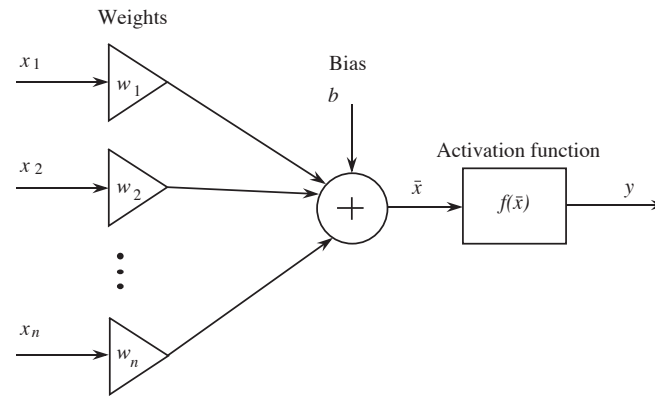 Weights
x1
w1
Bias
b
x2
w2
Activation function
x̄
f(x̄)
y
xn
wn